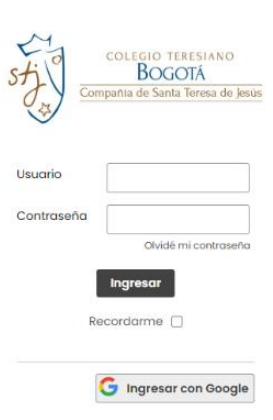 stj
COLEGIO TERESIANO
BOGOTÁ
Compañía de Santa Teresa de Jesús
Usuario
Contraseña
Olvidé mi contraseña
Ingresar
Recordarme
Ingresar con Google